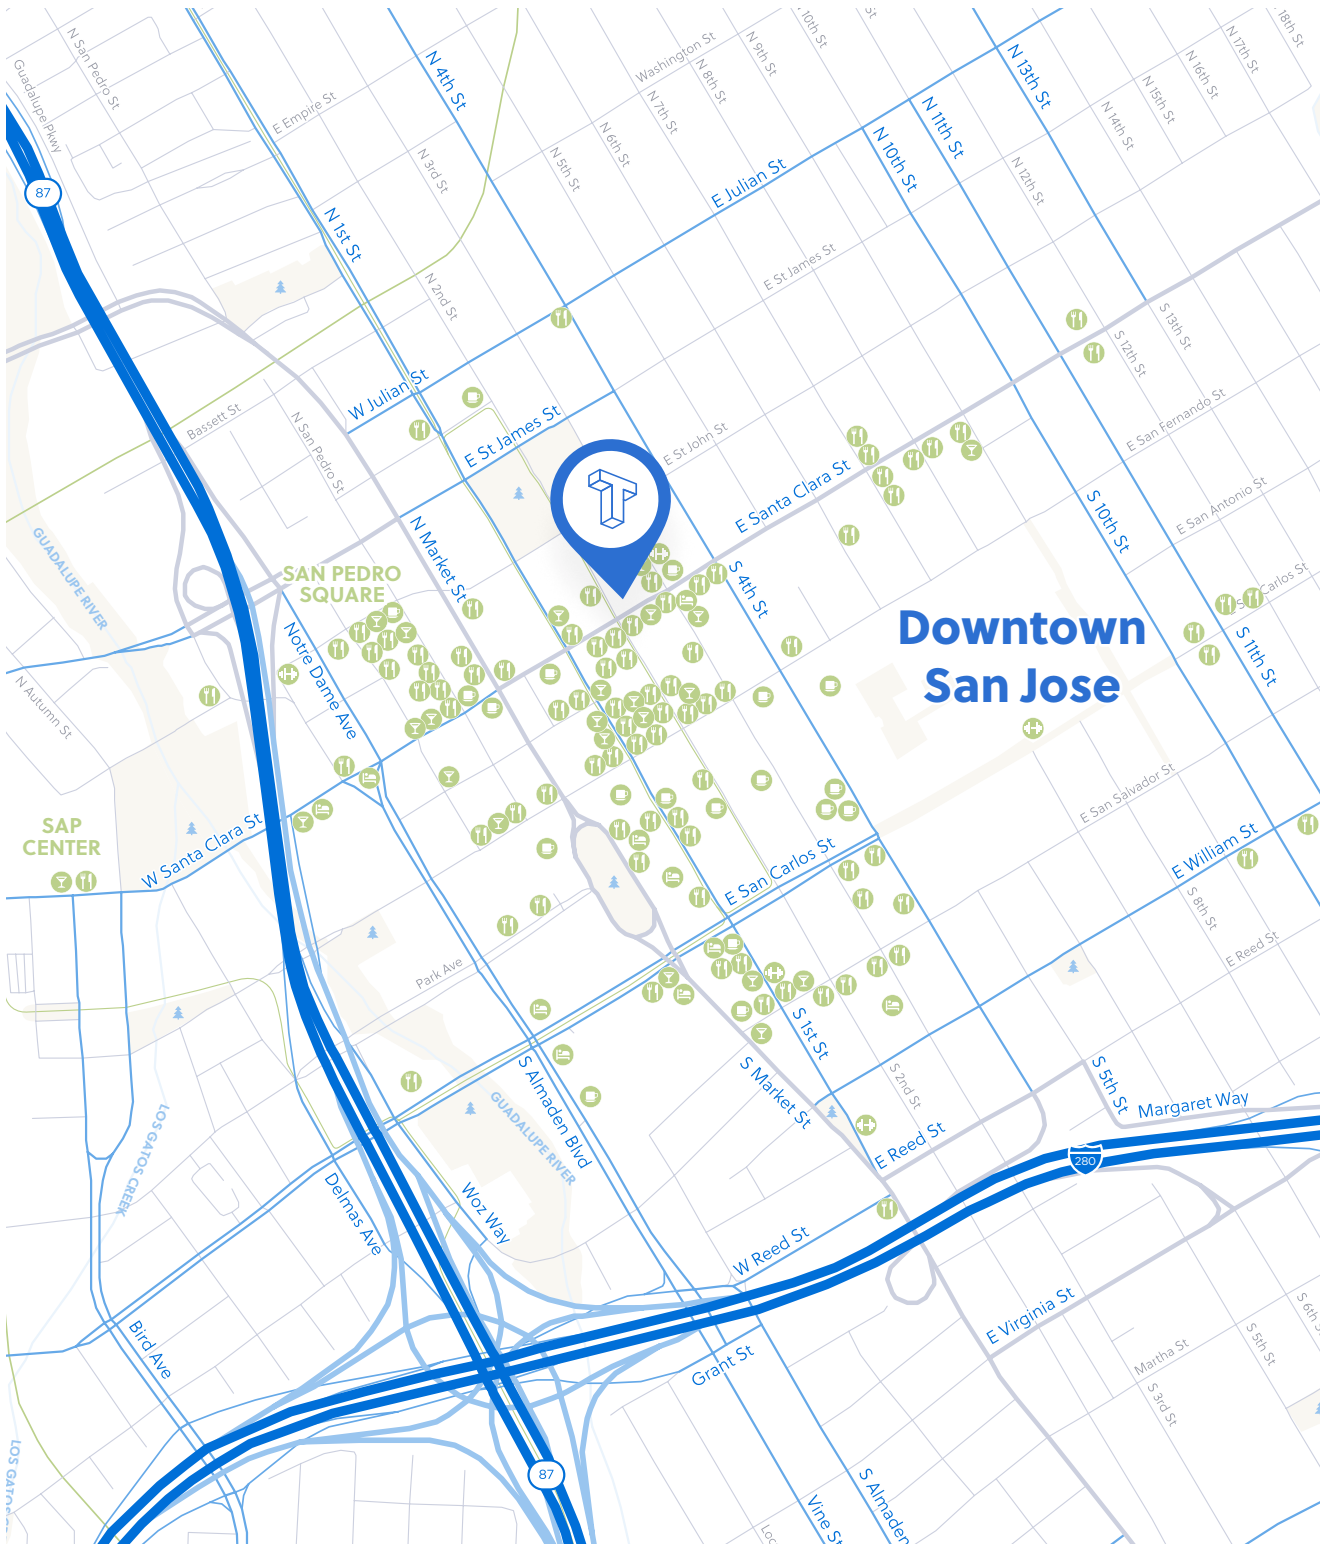 N San Pedro St
Guadalupe Pkwy
87
E Empire St
N 1st St
N 4th St
N 3rd St
N 2nd St
Washington St
N 5th St
N 6th St
N 7th St
N 8th St
N 9th St
10th St
St
N 10th St
N 11th St
N 12th St
N 13th St
N 14th St
N 15th St
N 16th St
N 17th St
18th St
E Julian St
E St James St
W Julian St
E St James St
E St John St
Bassett St
N San Pedro St
N Market St
E Santa Clara St
S 13th St
S 12th St
E San Fernando St
E San Antonio St
S 10th St
S 4th St
GUADALUPE RIVER
SAN PEDRO
SQUARE
Notre Dame Ave
N Autumn St
Downtown
San Jose
Carlos St
S 11th St
E San Salvador St
E William St
SAP
CENTER
W Santa Clara St
E San Carlos St
S 8th St
E Reed St
Park Ave
S 1st St
S Market St
S 2nd St
S 5th St
Margaret Way
280
S Almaden Blvd
GUADALUPE RIVER
LOS GATOS CREEK
Delmas Ave
Woz Way
E Reed St
W Reed St
Bird Ave
Grant St
E Virginia St
Martha St
S 3rd St
S 5th St
S 6th St
87
LOS GATOS
Vine St
S Almaden
Loc